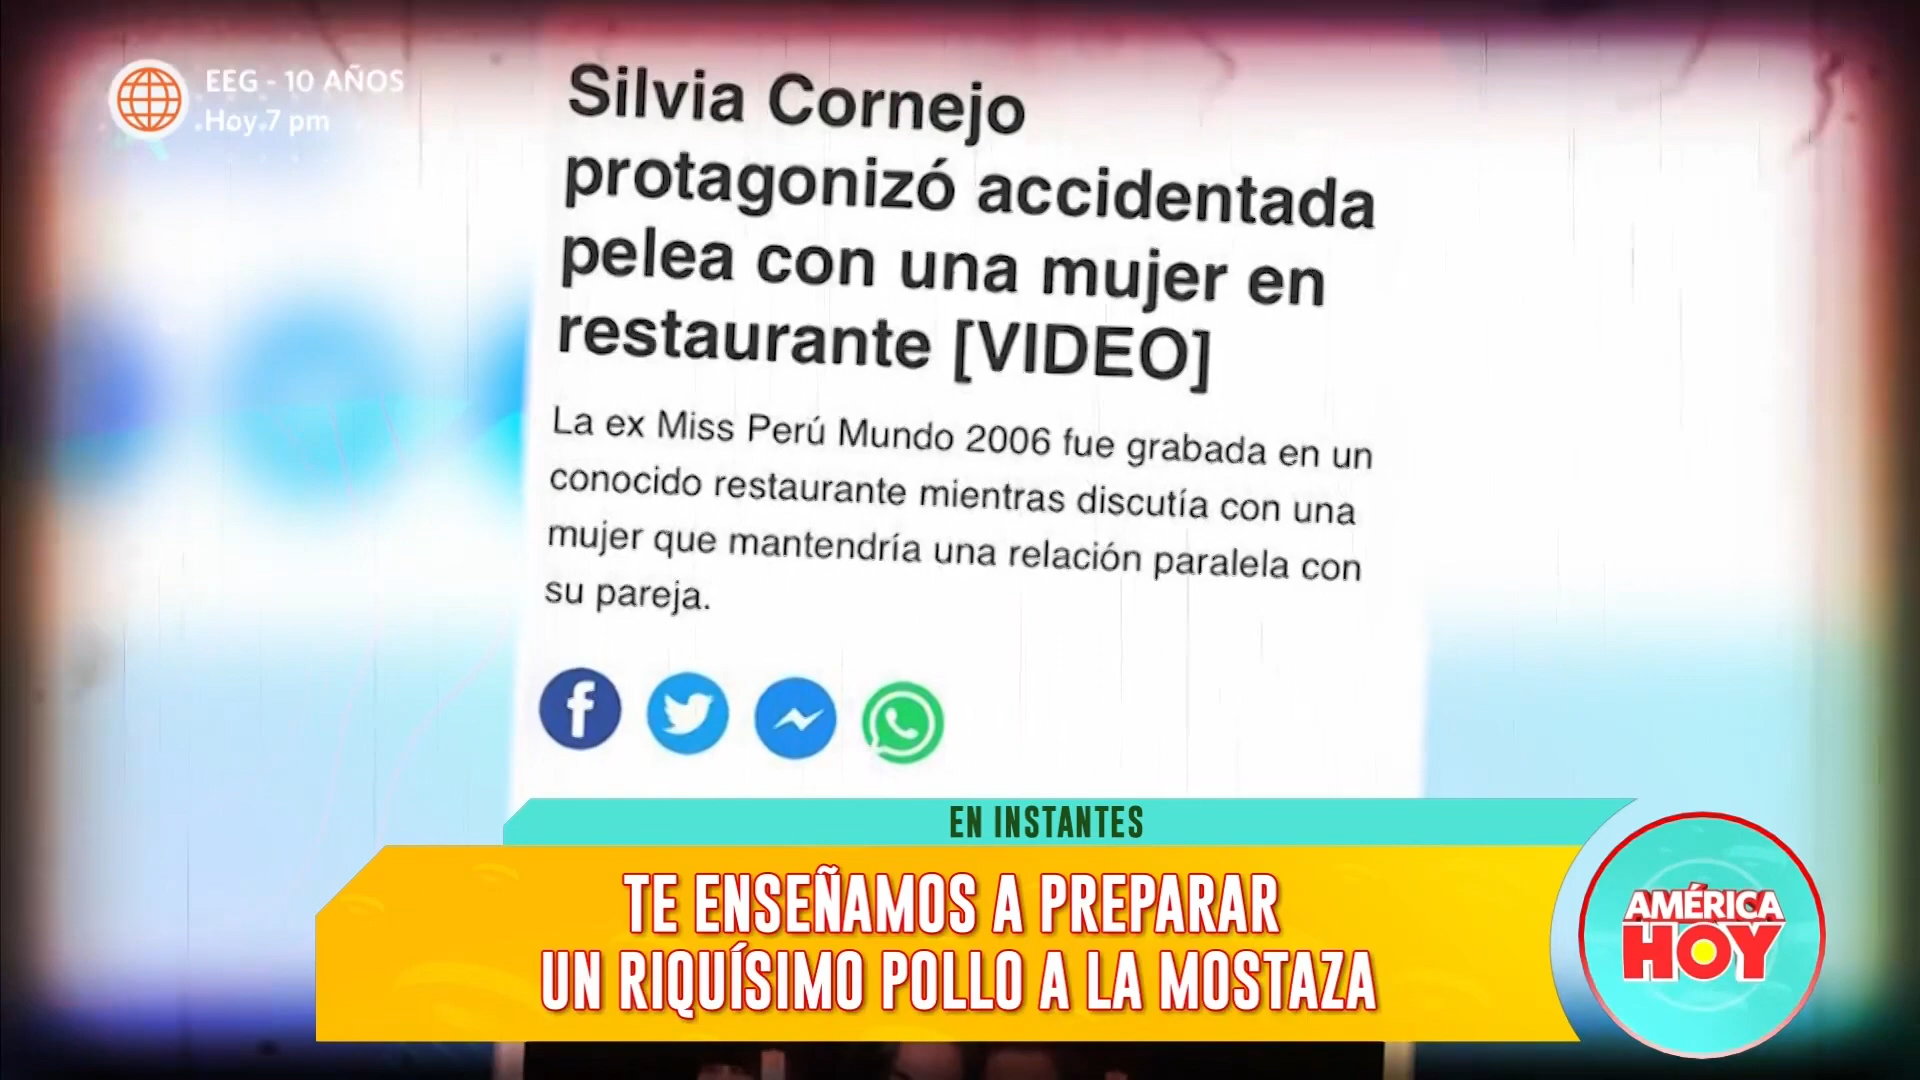 EEG - 10 AÑOS
Hoy 7 pm
Silvia Cornejo
protagonizó accidentada
pelea con una mujer en
restaurante [VIDEO]
La ex Miss Perú Mundo 2006 fue grabada en un
conocido restaurante mientras discutía con una
mujer que mantendría una relación paralela con
su pareja.
EN INSTANTES
TE ENSEÑAMOS A PREPARAR
UN RIQUÍSIMO POLLO A LA MOSTAZA
AMÉRICA
HOY